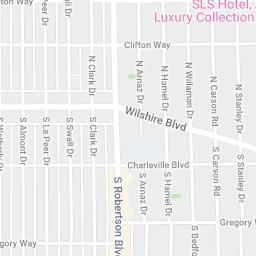 SLS Hotel,
Luxury Collection
Clifton Way
N Clark Dr
N Arnaz Dr
N Hamel Dr
N Willaman Dr
N Carson Rd
N Stanley Dr
Wilshire Blvd
S Almont Dr
S La Peer Dr
S Swall Dr
S Clark Dr
S Robertson Blv
Charleville Blvd
S Arnaz Dr
S Hamel Dr
S Carson Rd
S Stanley Dr
S Bedfo
Gregory Way
gory Way